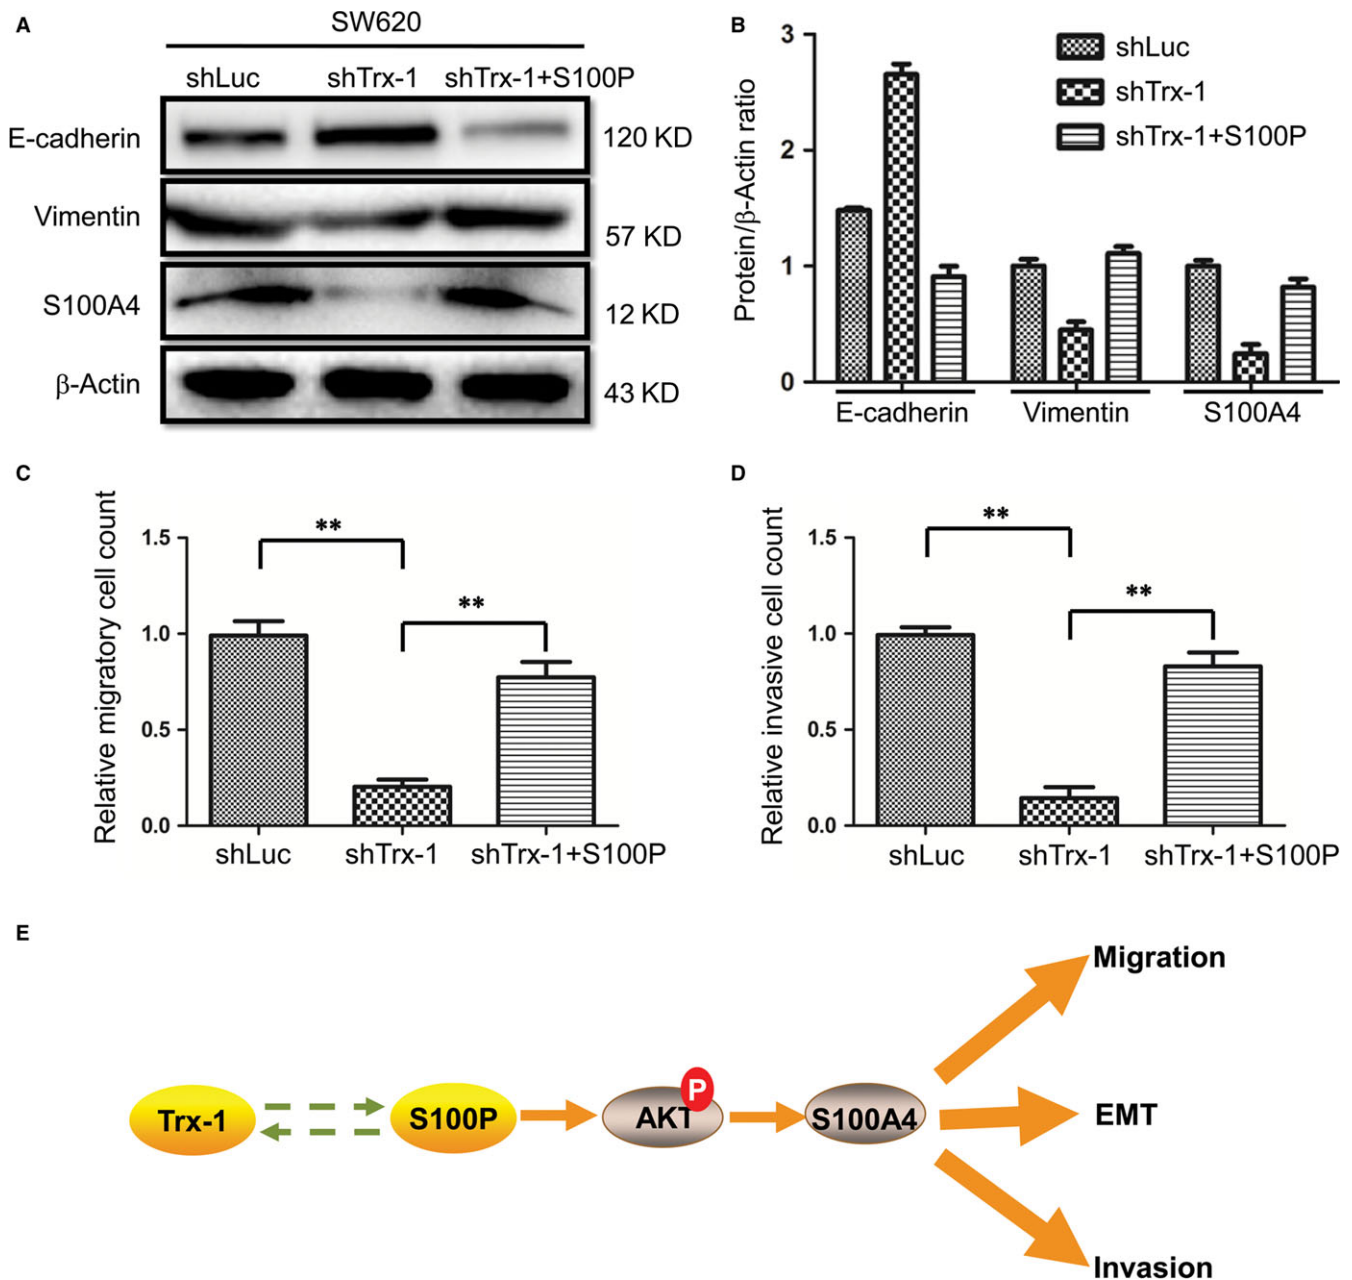 A
SW620
shLuc shTrx-1 shTrx-1+S100P
E-cadherin 120 KD
Vimentin 57 KD
S100A4 12 KD
β-Actin 43 KD
B
Protein/β-Actin ratio
3
2
1
0
shLuc
shTrx-1
shTrx-1+S100P
E-cadherin Vimentin S100A4
C
Relative migratory cell count
1.5
1.0
0.5
0.0
**
**
shLuc shTrx-1 shTrx-1+S100P
D
Relative invasive cell count
1.5
1.0
0.5
0.0
**
**
shLuc shTrx-1 shTrx-1+S100P
E
Trx-1 S100P AKT P S100A4
Migration
EMT
Invasion